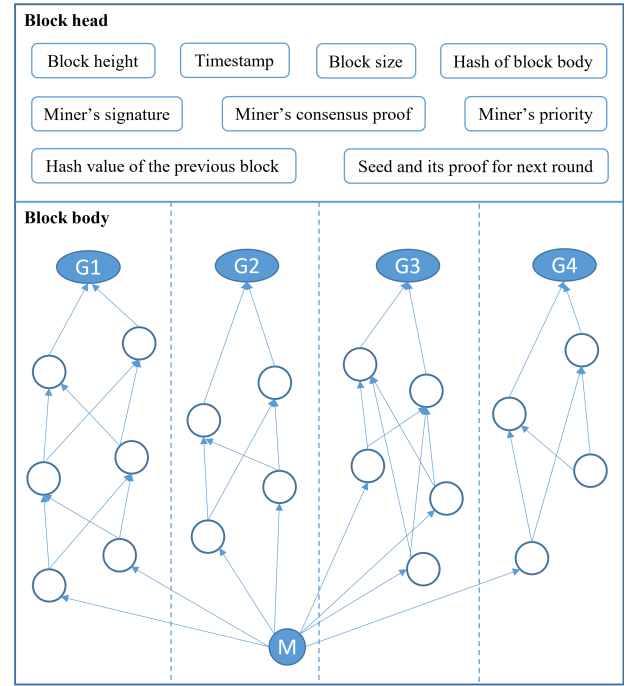 Block head
Block height
Timestamp
Block size
Hash of block body
Miner's signature
Miner's consensus proof
Miner's priority
Hash value of the previous block
Seed and its proof for next round
Block body
G1
G2
G3
G4
M